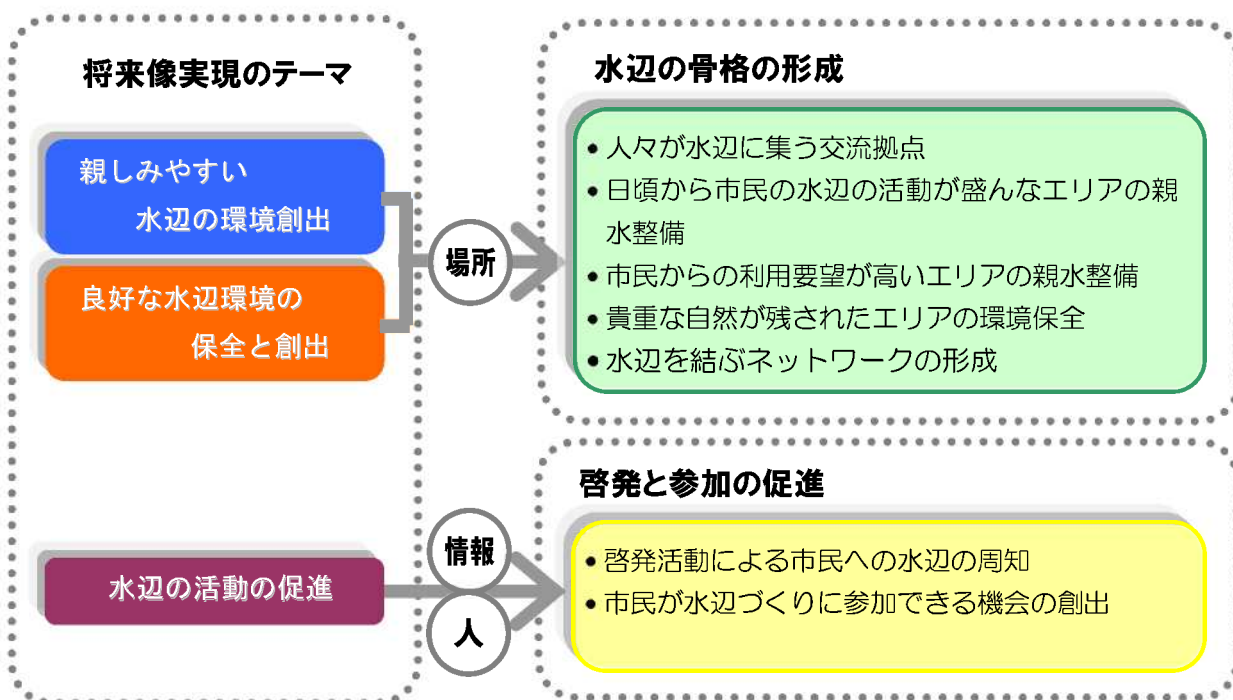 将来像実現のテーマ
親しみやすい
水辺の環境創出
良好な水辺環境の
保全と創出
水辺の活動の促進
場所
情報
人
水辺の骨格の形成
•人々が水辺に集う交流拠点
•日頃から市民の水辺の活動が盛んなエリアの親
水整備
•市民からの利用要望が高いエリアの親水整備
•貴重な自然が残されたエリアの環境保全
•水辺を結ぶネットワークの形成
啓発と参加の促進
•啓発活動による市民への水辺の周知
•市民が水辺づくりに参加できる機会の創出